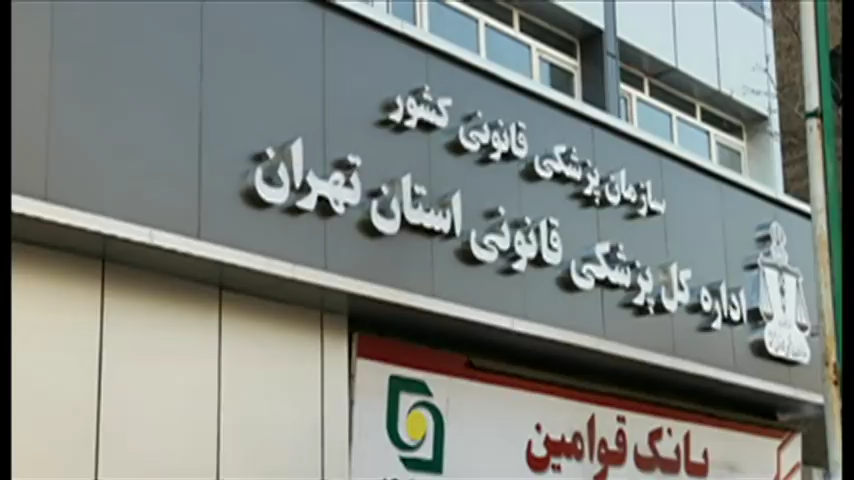 سازمان پزشکی قانونی کشور
اداره کل پزشکی قانونی استان تهران
بانک قوامین